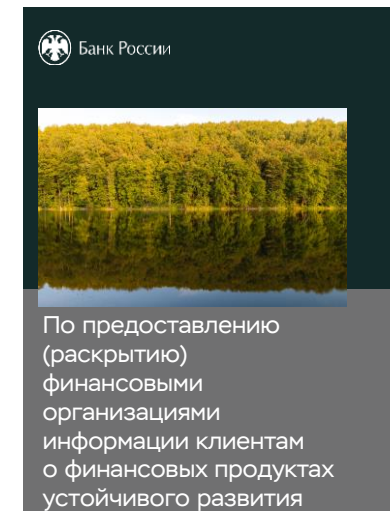 Банк России
По предоставлению
(раскрытию)
финансовыми
организациями
информации клиентам
о финансовых продуктах
устойчивого развития